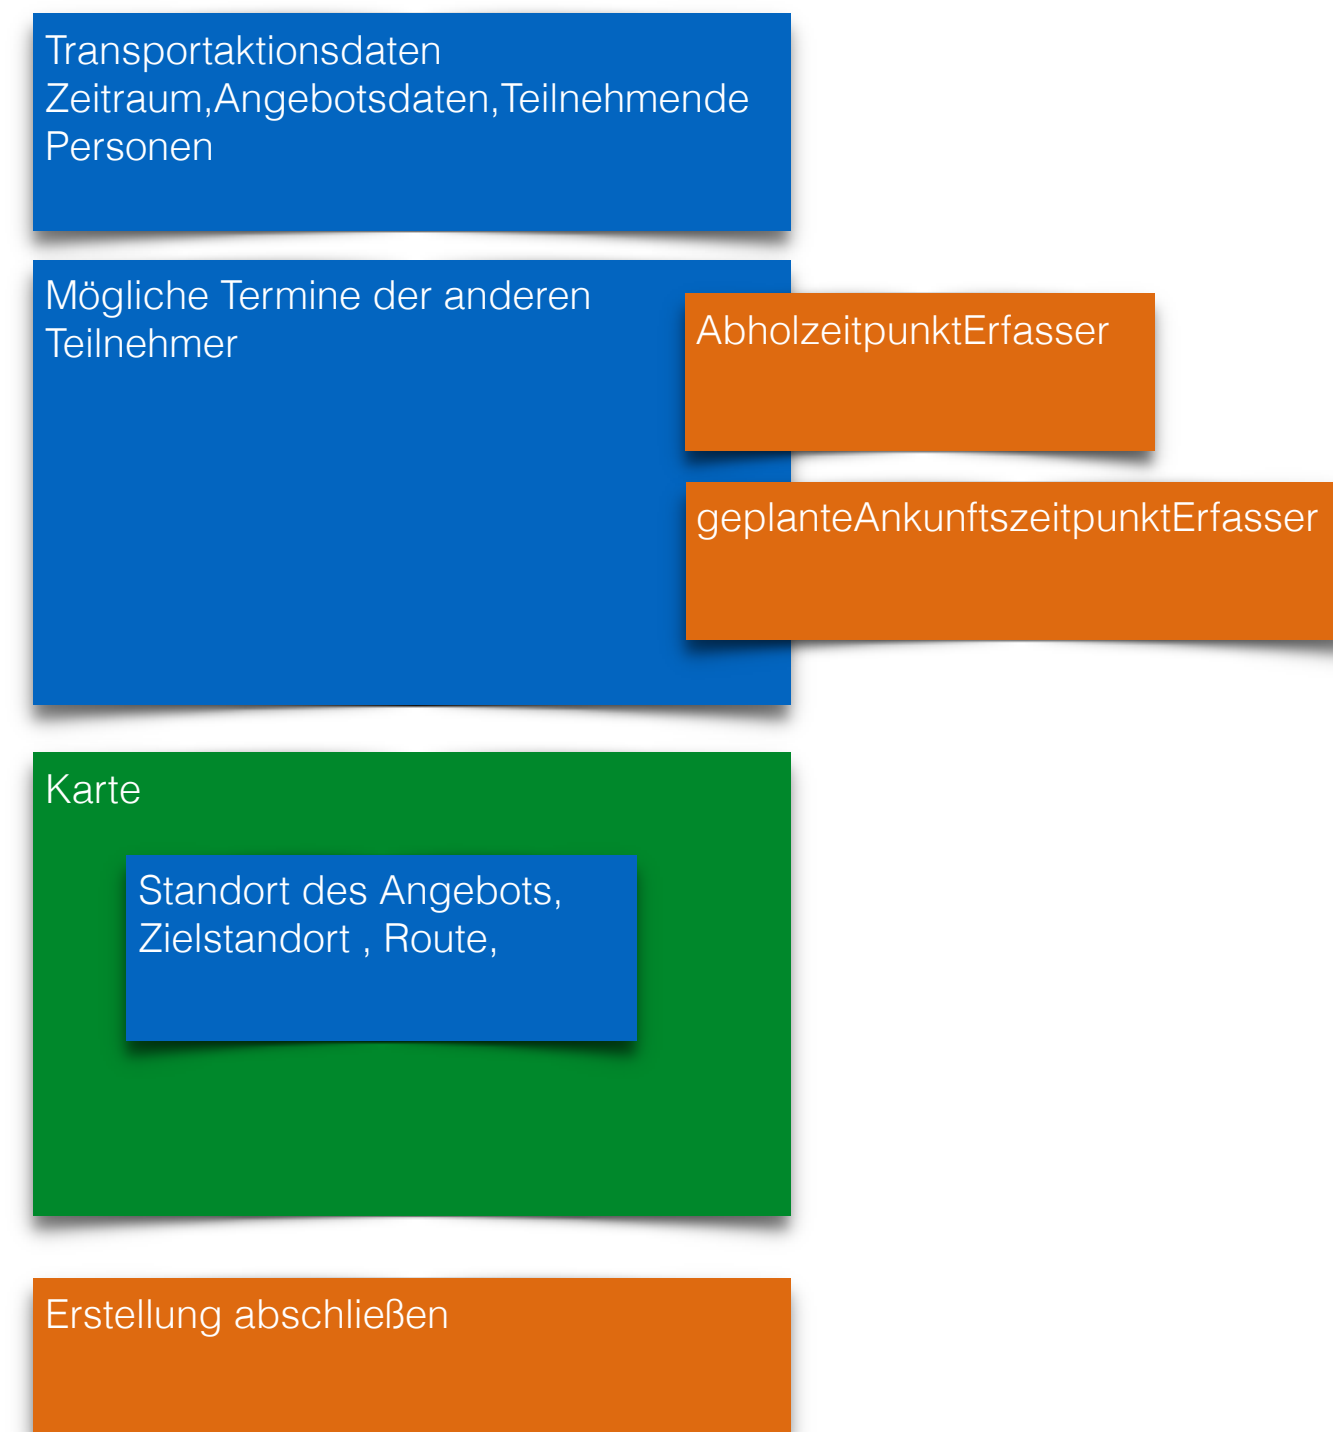 Transportaktionsdaten
Zeitraum,Angebotsdaten,Teilnehmende
Personen
Mögliche Termine der anderen
Teilnehmer
AbholzeitpunktErfasser
geplanteAnkunftszeitpunktErfasser
Karte
Standort des Angebots,
Zielstandort , Route,
Erstellung abschließen